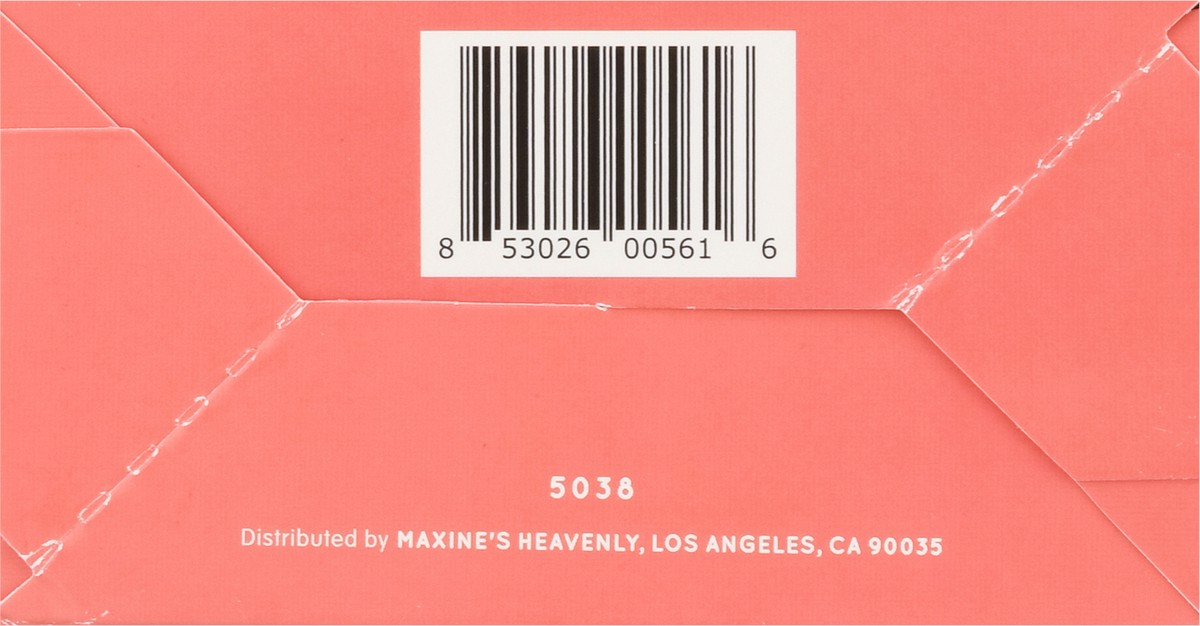 8 53026 00561 6
5038
Distributed by MAXINE'S HEAVENLY, LOS ANGELES, CA 90035